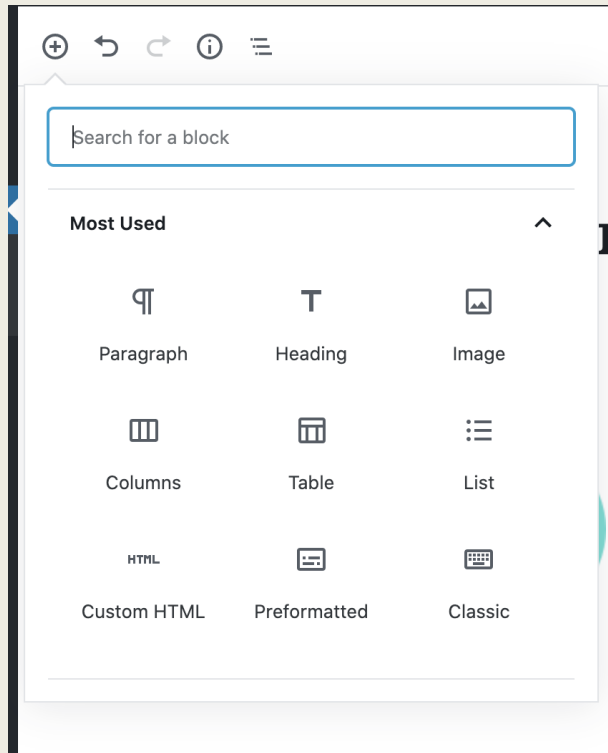 Search for a block
Most Used
Paragraph
Heading
Image
Columns
Table
List
HTML
Custom HTML
Preformatted
Classic